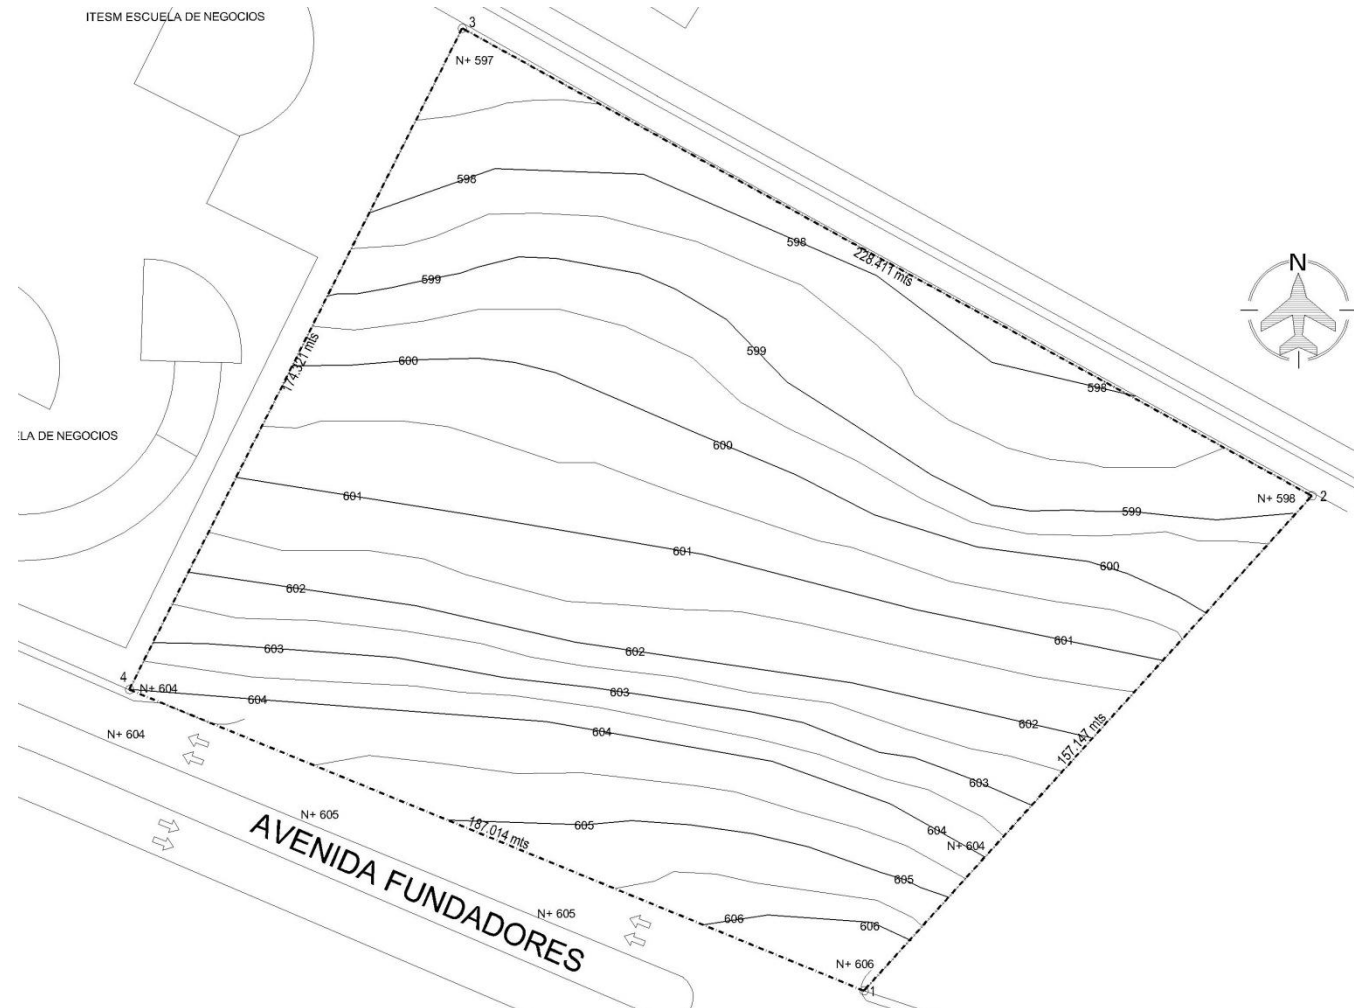 ITESM ESCUELA DE NEGOCIOS
3
N+ 597
598
598
228.411 mts
N
599
174.321 mts
599
600
598
ELA DE NEGOCIOS
600
601
N+ 598
2
599
601
600
602
601
603
602
4
N+ 604
603
604
602
157.147 mts
N+ 604
604
603
N+ 605
187.014 mts
605
604
N+ 604
AVENIDA FUNDADORES
605
N+ 605
606
606
N+ 606
1